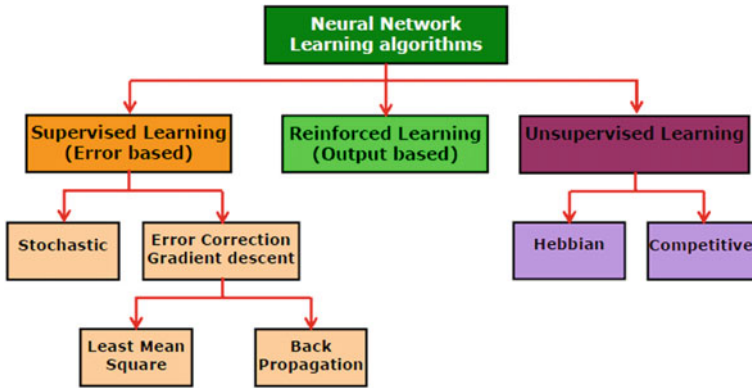 Neural Network
Learning algorithms
Supervised Learning
(Error based)
Reinforced Learning
(Output based)
Unsupervised Learning
Stochastic
Error Correction
Gradient descent
Hebbian
Competitive
Least Mean
Square
Back
Propagation